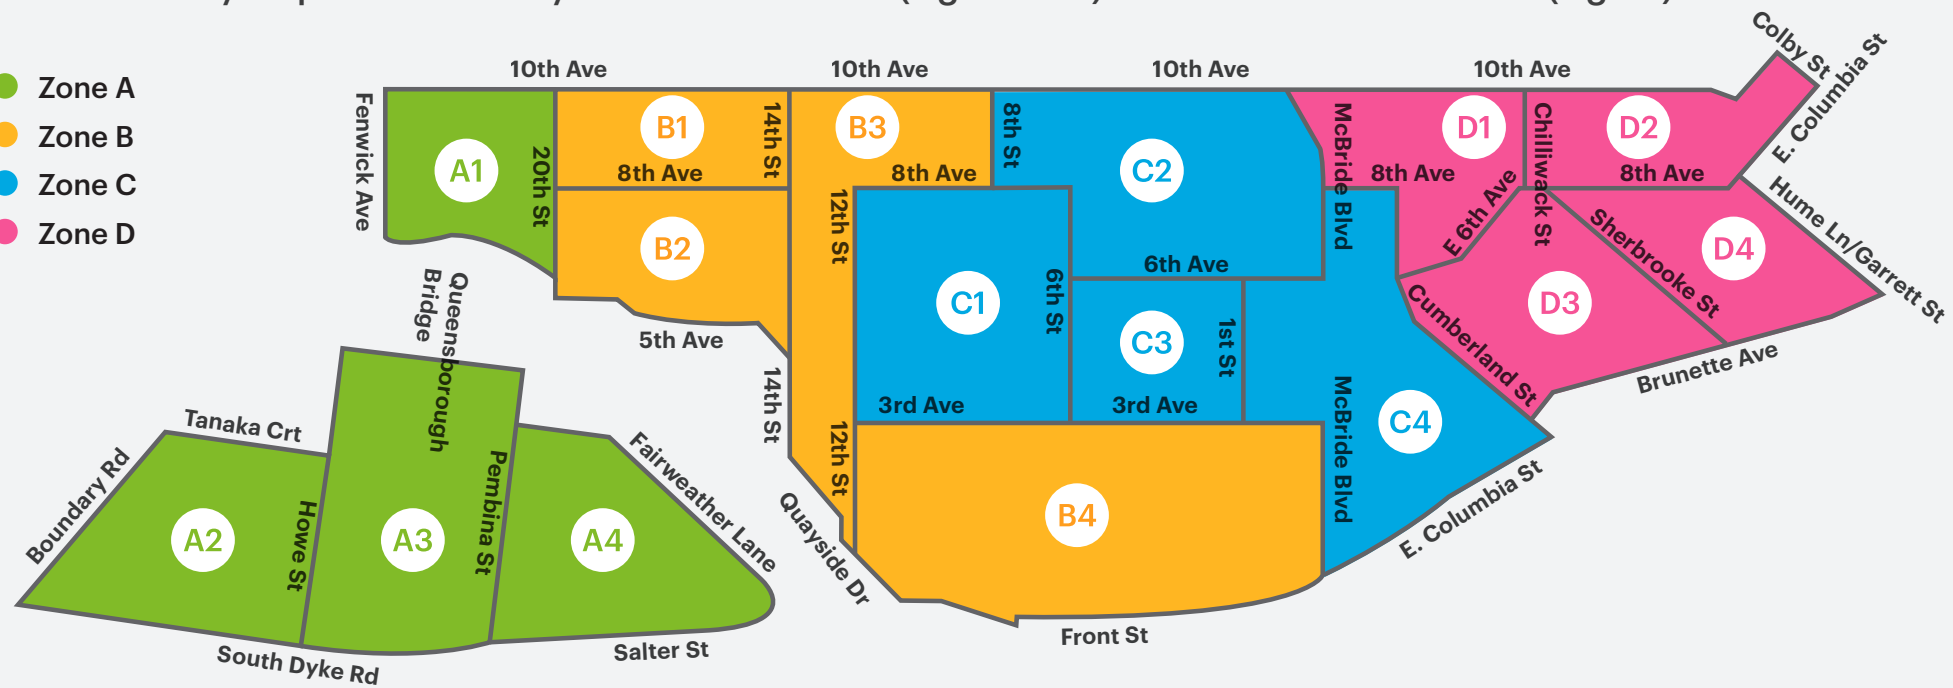 Zone A
Zone B
Zone C
Zone D
10th Ave
10th Ave
10th Ave
10th Ave
Colby St
E. Columbia St
Fenwick Ave
A1
20th St
B1
8th Ave
14th St
B3
8th Ave
8th St
C2
McBride Blvd
D1
8th Ave
Chilliwack St
D2
8th Ave
E 6th Ave
Hume Ln/Garrett St
B2
5th Ave
12th St
C1
6th St
6th Ave
C3
1st St
3rd Ave
3rd Ave
Sherbrooke St
D4
D3
Cumberland St
Brunette Ave
Queensborough
Bridge
14th St
12th St
McBride Blvd
C4
E. Columbia St
B4
Quayside Dr
Front St
Tanaka Crt
Boundary Rd
A2
Howe St
A3
Pembina St
A4
Fairweather Lane
South Dyke Rd
Salter St